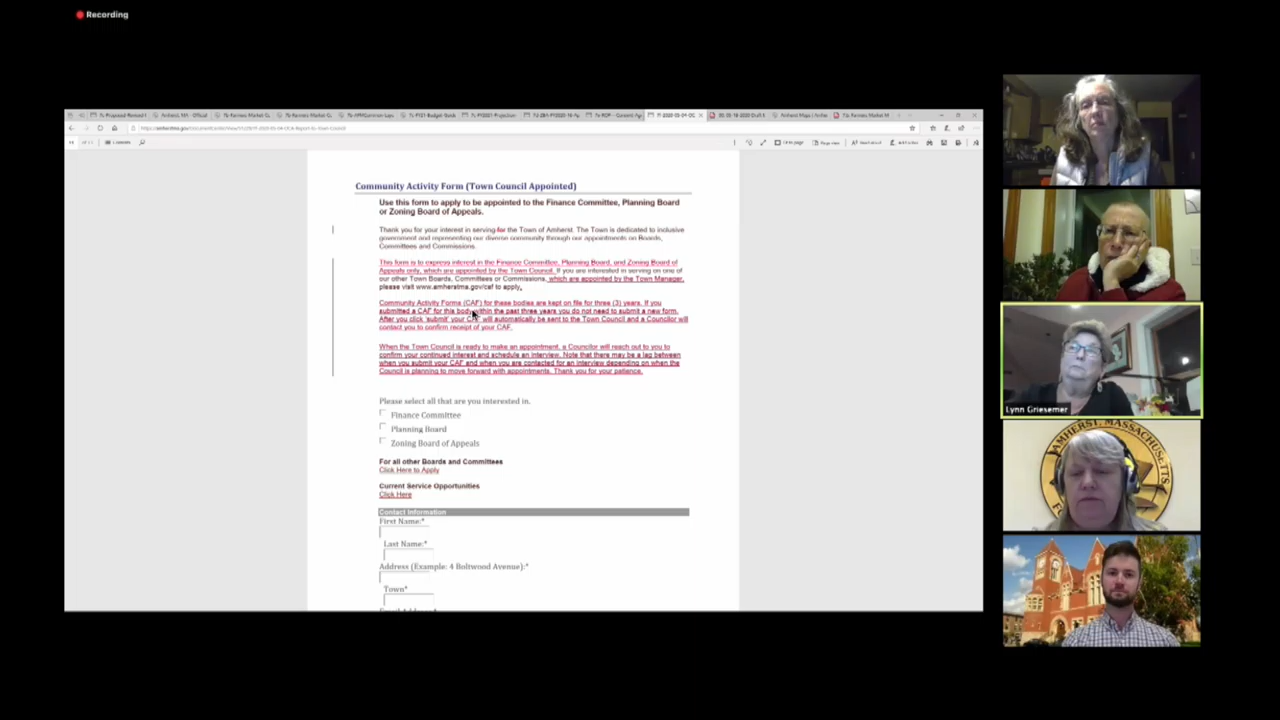 Recording
Community Activity Form (Town Council Appointed)
Use this form to apply to be appointed to the Finance Committee, Planning Board
or Zoning Board of Appeals.
Thank you for your interest in serving for the Town of Amherst. The Town is dedicated to inclusive
government and representing our diverse community through our appointments on Boards,
Committees and Commissions.
This form is to express interest in the Finance Committee, Planning Board, and Zoning Board of
Appeals only, which are appointed by the Town Council. If you are interested in serving on one of
our other Town Boards, Committees or Commissions, which are appointed by the Town Manager,
please visit www.amherstma.gov/caf to apply.
Community Activity Forms (CAF) for these bodies are kept on file for three (3) years. If you
submitted a CAF for this body within the past three years you do not need to submit a new form.
After you click 'submit' your CAF will automatically be sent to the Town Council and a Councilor will
contact you to confirm receipt of your CAF.
When the Town Council is ready to make an appointment, a Councilor will reach out to you to
confirm your continued interest and schedule an interview. Note that there may be a lag between
when you submit your CAF and when you are contacted for an interview depending on when the
Council is planning to move forward with appointments. Thank you for your patience.
Please select all that are you interested in.
Finance Committee
Planning Board
Zoning Board of Appeals
For all other Boards and Committees
Click Here to Apply
Current Service Opportunities
Click Here
Contact Information
First Name:*
Last Name:*
Address (Example: 4 Boltwood Avenue):*
Town*
Lynn Griesemer
AMHERST, MASSACHUSETTS